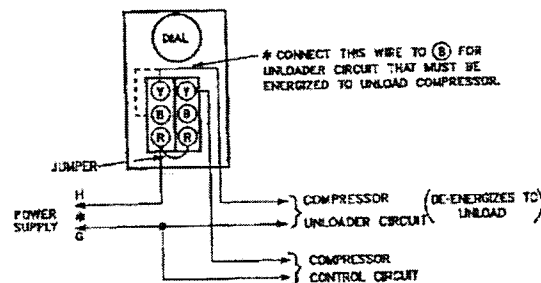 DIAL
* CONNECT THIS WIRE TO B FOR
UNLOADER CIRCUIT THAT MUST BE
ENERGIZED TO UNLOAD COMPRESSOR.
Y Y
B B
R R
JUMPER
H
POWER
SUPPLY
*
G
COMPRESSOR
UNLOADER CIRCUIT
(DE-ENERGIZES TO
UNLOAD)
COMPRESSOR
CONTROL CIRCUIT